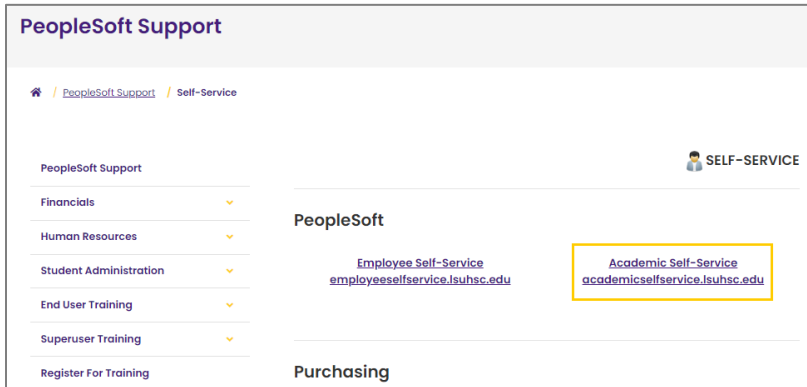 PeopleSoft Support
/ PeopleSoft Support / Self-Service
PeopleSoft Support
Financials
Human Resources
Student Administration
End User Training
Superuser Training
Register For Training
SELF-SERVICE
PeopleSoft
Employee Self-Service
employeeselfservice.lsuhsc.edu
Academic Self-Service
academicselfservice.lsuhsc.edu
Purchasing